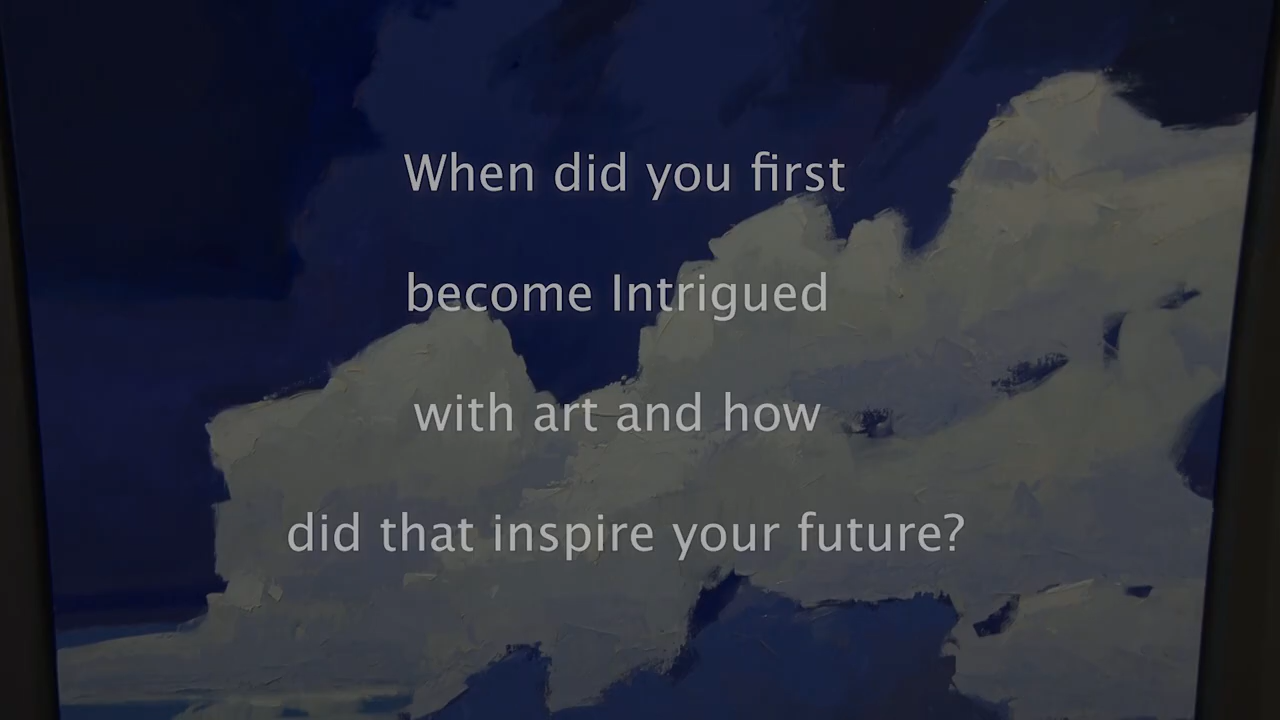 When did you first
become Intrigued
with art and how
did that inspire your future?